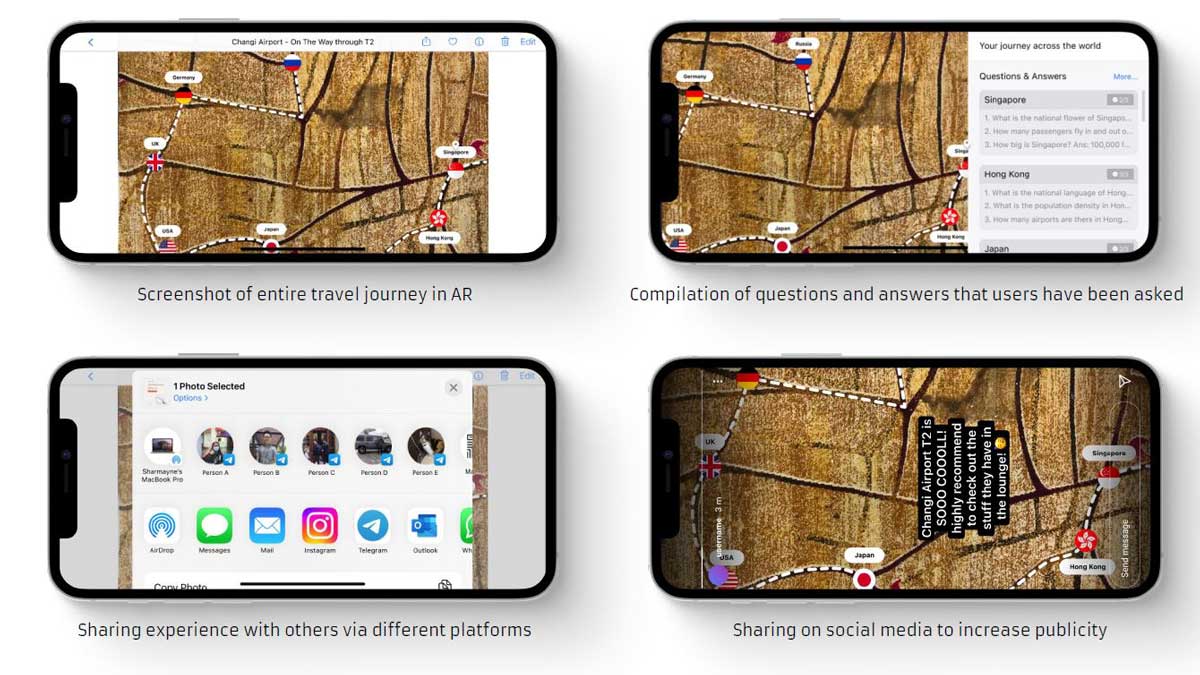 Changi Airport - On The Way through T2
Edit
Germany
UK
USA
Japan
Singapore
Hong Kong
Screenshot of entire travel journey in AR
Russia
Germany
USA
Japan
Hong Kong
Your journey across the world
Questions & Answers
More...
Singapore
2/3
1. What is the national flower of Singapo...
2. How many passengers fly in and out o...
3. How big is Singapore? Ans: 100,000 f...
Hong Kong
1. What is the national language of Hong...
2. What is the population density in Hon...
3. How many airports are there in Hong...
Japan
2/3
Compilation of questions and answers that users have been asked
Edit
1 Photo Selected
Options >
Sharmayne's
MacBook Pro
Person A
Person B
Person C
Person D
Person E
AirDrop
Messages
Mail
Instagram
Telegram
Outlook
Copy Photo
Sharing experience with others via different platforms
UK
USA
Japan
Singapore
Hong Kong
username 3 m
Changi Airport T2 is
SOOO COOOLL!
highly recommend
to check out the
stuff they have in
the lounge!
Send message
Sharing on social media to increase publicity